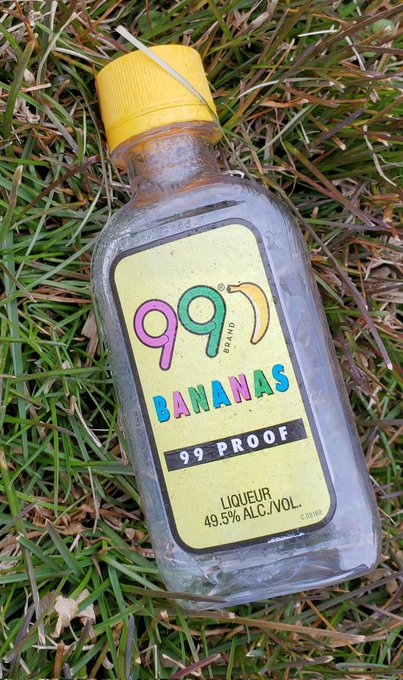 99® BRAND
BANANAS
99 PROOF
LIQUEUR
49.5% ALC./VOL.